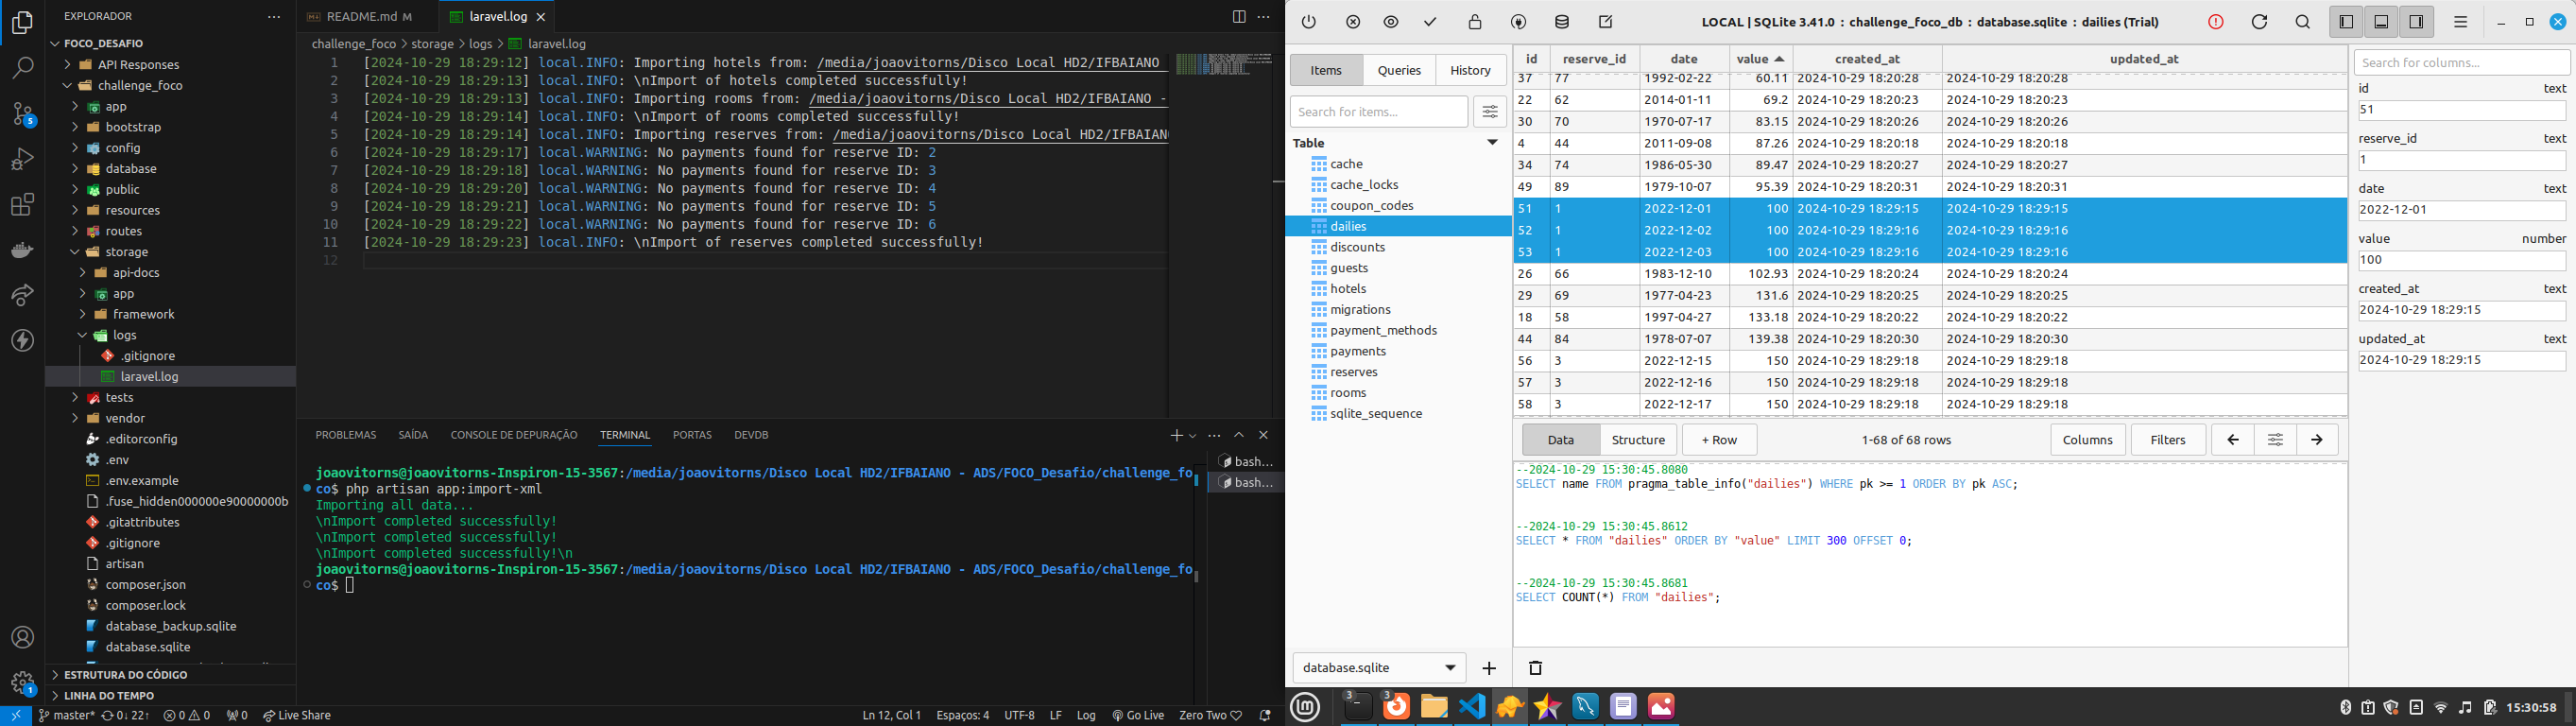 EXPLORADOR
FOCO_DESAFIO
API Responses
challenge_foco
app
bootstrap
config
database
public
resources
routes
storage
api-docs
app
framework
logs
.gitignore
laravel.log
tests
vendor
.editorconfig
.env
.env.example
.fuse_hidden000000e90000000b
.gitattributes
.gitignore
artisan
composer.json
composer.lock
database_backup.sqlite
database.sqlite
ESTRUTURA DO CÓDIGO
LINHA DO TEMPO
README.md M
laravel.log
challenge_foco > storage > logs > laravel.log
1 [2024-10-29 18:29:12] local.INFO: Importing hotels from: /media/joaovitorns/Disco Local HD2/IFBAIANO
2 [2024-10-29 18:29:13] local.INFO: \nImport of hotels completed successfully!
3 [2024-10-29 18:29:13] local.INFO: Importing rooms from: /media/joaovitorns/Disco Local HD2/IFBAIANO -
4 [2024-10-29 18:29:14] local.INFO: \nImport of rooms completed successfully!
5 [2024-10-29 18:29:14] local.INFO: Importing reserves from: /media/joaovitorns/Disco Local HD2/IFBAIANO
6 [2024-10-29 18:29:17] local.WARNING: No payments found for reserve ID: 2
7 [2024-10-29 18:29:18] local.WARNING: No payments found for reserve ID: 3
8 [2024-10-29 18:29:20] local.WARNING: No payments found for reserve ID: 4
9 [2024-10-29 18:29:21] local.WARNING: No payments found for reserve ID: 5
10 [2024-10-29 18:29:22] local.WARNING: No payments found for reserve ID: 6
11 [2024-10-29 18:29:23] local.INFO: \nImport of reserves completed successfully!
12
PROBLEMAS SAÍDA CONSOLE DE DEPURAÇÃO TERMINAL PORTAS DEVDB
joaovitorns@joaovitorns-Inspiron-15-3567:/media/joaovitorns/Disco Local HD2/IFBAIANO - ADS/FOCO_Desafio/challenge_fo
co$ php artisan app:import-xml
Importing all data...
\nImport completed successfully!
\nImport completed successfully!
\nImport completed successfully!\n
joaovitorns@joaovitorns-Inspiron-15-3567:/media/joaovitorns/Disco Local HD2/IFBAIANO - ADS/FOCO_Desafio/challenge_fo
co$
bash...
bash...
5
1
master* 0↓ 22↑ 0 0 0 Live Share Ln 12, Col 1 Espaços: 4 UTF-8 LF Log Go Live Zero Two
LOCAL | SQLite 3.41.0 : challenge_foco_db : database.sqlite : dailies (Trial)
Items Queries History
Search for items...
Table
cache
cache_locks
coupon_codes
dailies
discounts
guests
hotels
migrations
payment_methods
payments
reserves
rooms
sqlite_sequence
database.sqlite
id reserve_id date value created_at updated_at
37 77 1992-02-22 60.11 2024-10-29 18:20:28 2024-10-29 18:20:28
22 62 2014-01-11 69.2 2024-10-29 18:20:23 2024-10-29 18:20:23
30 70 1970-07-17 83.15 2024-10-29 18:20:26 2024-10-29 18:20:26
4 44 2011-09-08 87.26 2024-10-29 18:20:18 2024-10-29 18:20:18
34 74 1986-05-30 89.47 2024-10-29 18:20:27 2024-10-29 18:20:27
49 89 1979-10-07 95.39 2024-10-29 18:20:31 2024-10-29 18:20:31
51 1 2022-12-01 100 2024-10-29 18:29:15 2024-10-29 18:29:15
52 1 2022-12-02 100 2024-10-29 18:29:16 2024-10-29 18:29:16
53 1 2022-12-03 100 2024-10-29 18:29:16 2024-10-29 18:29:16
26 66 1983-12-10 102.93 2024-10-29 18:20:24 2024-10-29 18:20:24
29 69 1977-04-23 131.6 2024-10-29 18:20:25 2024-10-29 18:20:25
18 58 1997-04-27 133.18 2024-10-29 18:20:22 2024-10-29 18:20:22
44 84 1978-07-07 139.38 2024-10-29 18:20:30 2024-10-29 18:20:30
56 3 2022-12-15 150 2024-10-29 18:29:18 2024-10-29 18:29:18
57 3 2022-12-16 150 2024-10-29 18:29:18 2024-10-29 18:29:18
58 3 2022-12-17 150 2024-10-29 18:29:18 2024-10-29 18:29:18
Data Structure + Row 1-68 of 68 rows Columns Filters
--2024-10-29 15:30:45.8080
SELECT name FROM pragma_table_info("dailies") WHERE pk >= 1 ORDER BY pk ASC;
--2024-10-29 15:30:45.8612
SELECT * FROM "dailies" ORDER BY "value" LIMIT 300 OFFSET 0;
--2024-10-29 15:30:45.8681
SELECT COUNT(*) FROM "dailies";
Search for columns...
id text
51
reserve_id text
1
date text
2022-12-01
value number
100
created_at text
2024-10-29 18:29:15
updated_at text
2024-10-29 18:29:15
3
3
15:30:58